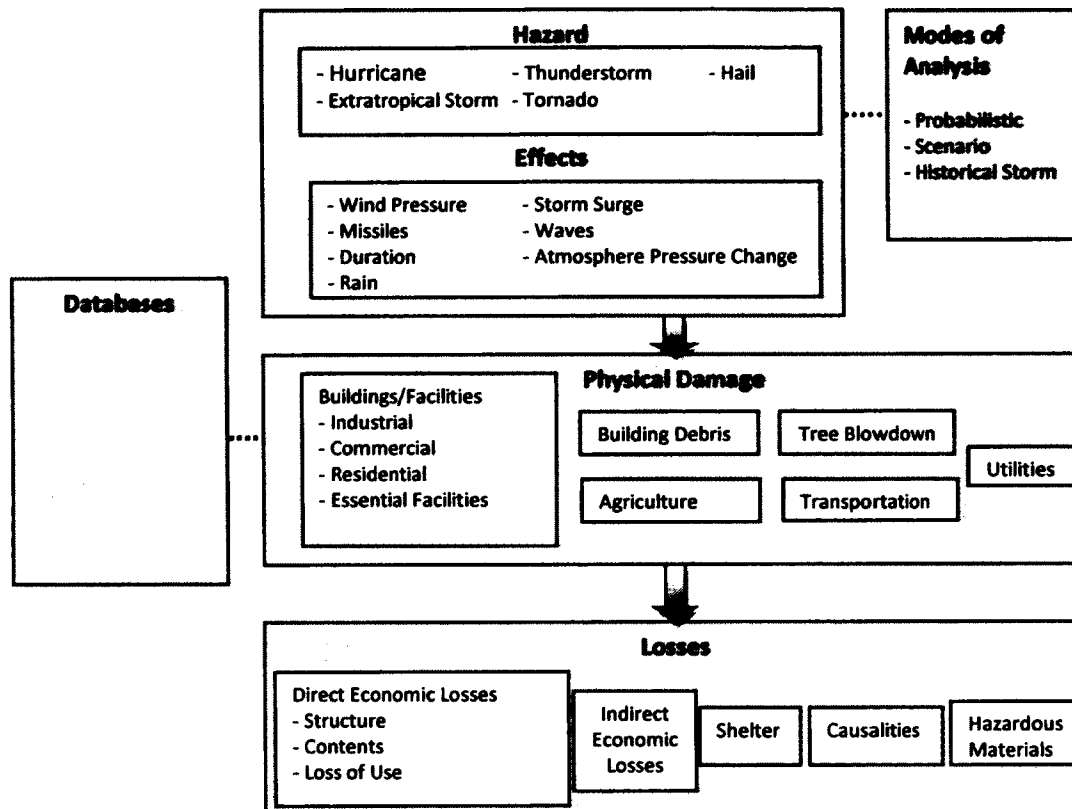 Hazard
- Hurricane - Thunderstorm - Hail
- Extratropical Storm - Tornado
Effects
- Wind Pressure - Storm Surge
- Missiles - Waves
- Duration - Atmosphere Pressure Change
- Rain
Modes of
Analysis
- Probabilistic
- Scenario
- Historical Storm
Databases
Physical Damage
Buildings/Facilities
- Industrial
- Commercial
- Residential
- Essential Facilities
Building Debris
Tree Blowdown
Utilities
Agriculture
Transportation
Losses
Direct Economic Losses
- Structure
- Contents
- Loss of Use
Indirect
Economic
Losses
Shelter
Causalities
Hazardous
Materials